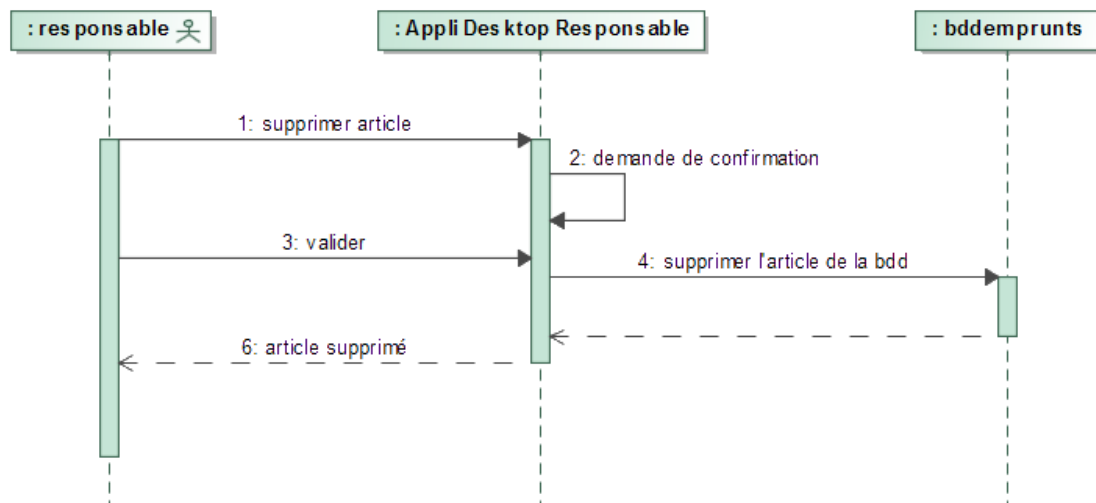 : responsable
: Appli Desktop Responsable
: bddemprunts
1: supprimer article
2: demande de confirmation
3: valider
4: supprimer l'article de la bdd
6: article supprimé